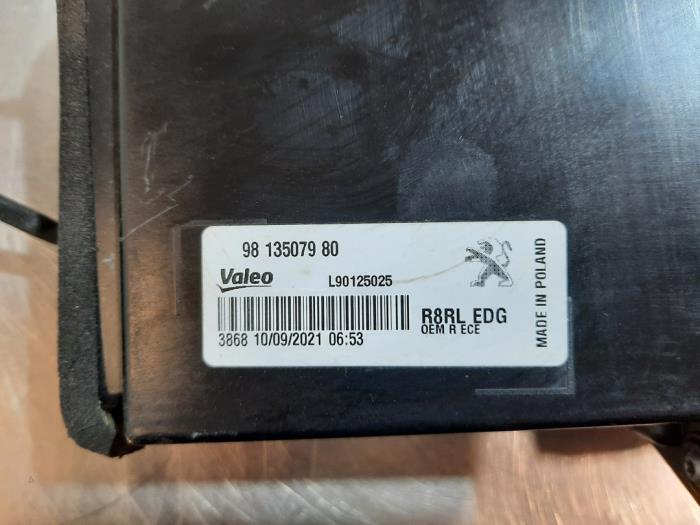 98 135079 80
Valeo
L90125025
R8RL EDG
OEM R ECE
3868 10/09/2021 06:53
MADE IN POLAND